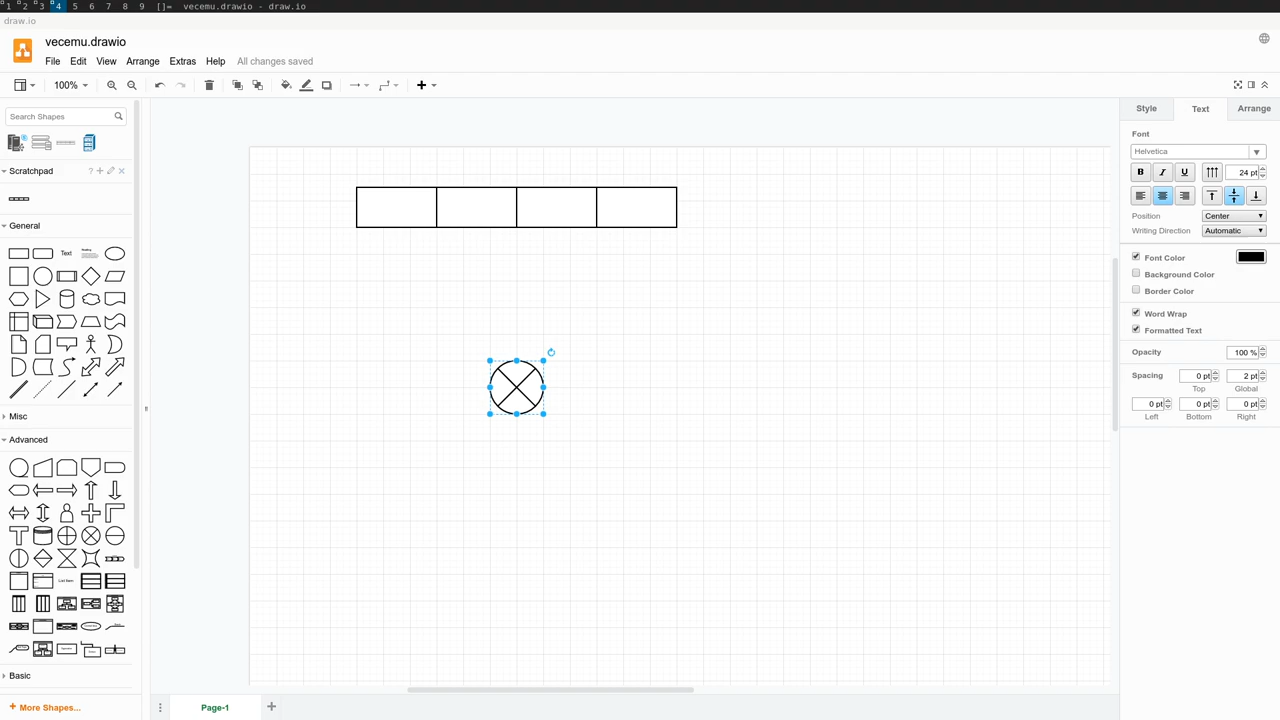 1 2 3 4 5 6 7 8 9 []= vecemu.drawio - draw.io
draw.io
vecemu.drawio
File Edit View Arrange Extras Help All changes saved
100%
Search Shapes
Scratchpad
?
General
Text
Heading
Misc
Advanced
List Item
Basic
+ More Shapes...
Page-1
Style Text Arrange
Font
Helvetica
B I U 24 pt
Position Center
Writing Direction Automatic
Font Color
Background Color
Border Color
Word Wrap
Formatted Text
Opacity 100 %
Spacing 0 pt 2 pt
Top Global
0 pt 0 pt 0 pt
Left Bottom Right